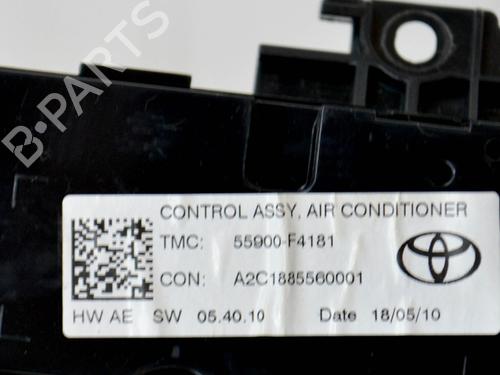 B-PARTS
CONTROL ASSY, AIR CONDITIONER
TMC: 55900-F4181
CON: A2C1885560001
HW AE SW 05.40.10 Date 18/05/10